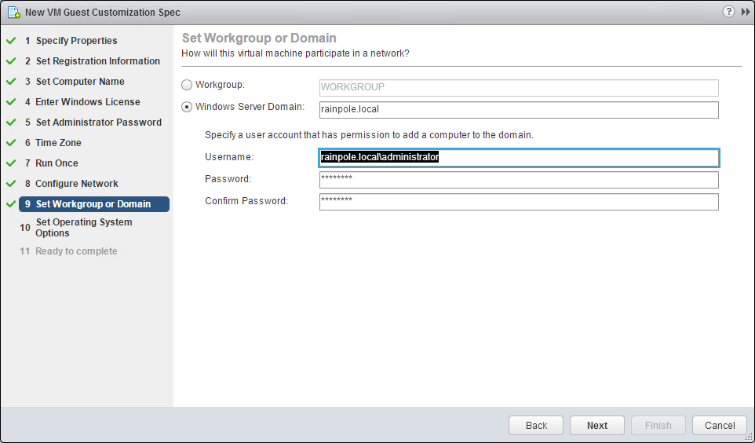 New VM Guest Customization Spec
?
1 Specify Properties
2 Set Registration Information
3 Set Computer Name
4 Enter Windows License
5 Set Administrator Password
6 Time Zone
7 Run Once
8 Configure Network
9 Set Workgroup or Domain
10 Set Operating System
Options
11 Ready to complete
Set Workgroup or Domain
How will this virtual machine participate in a network?
Workgroup: WORKGROUP
Windows Server Domain: rainpole.local
Specify a user account that has permission to add a computer to the domain.
Username: rainpole.local\administrator
Password: ********
Confirm Password: ********
Back Next Finish Cancel